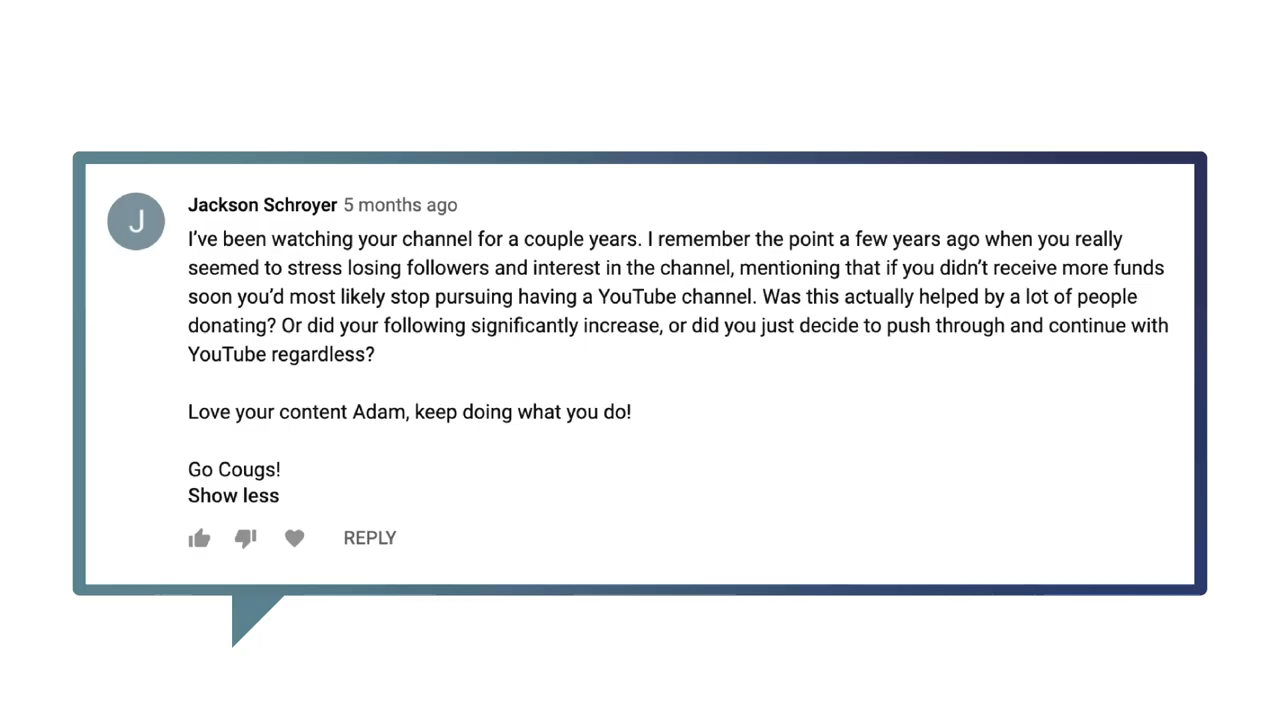 J
Jackson Schroyer 5 months ago
I’ve been watching your channel for a couple years. I remember the point a few years ago when you really
seemed to stress losing followers and interest in the channel, mentioning that if you didn’t receive more funds
soon you’d most likely stop pursuing having a YouTube channel. Was this actually helped by a lot of people
donating? Or did your following significantly increase, or did you just decide to push through and continue with
YouTube regardless?
Love your content Adam, keep doing what you do!
Go Cougs!
Show less
REPLY